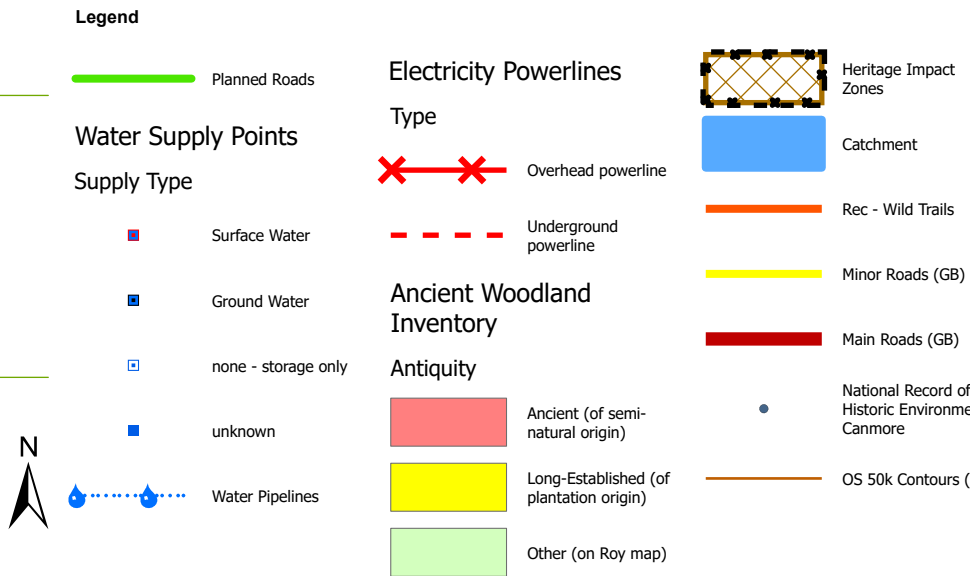 Legend
Planned Roads
Water Supply Points
Supply Type
Surface Water
Ground Water
none - storage only
unknown
Water Pipelines
N
Electricity Powerlines
Type
Overhead powerline
Underground
powerline
Ancient Woodland
Inventory
Antiquity
Ancient (of semi-
natural origin)
Long-Established (of
plantation origin)
Other (on Roy map)
Heritage Impact
Zones
Catchment
Rec - Wild Trails
Minor Roads (GB)
Main Roads (GB)
National Record of
Historic Environme
Canmore
OS 50k Contours (